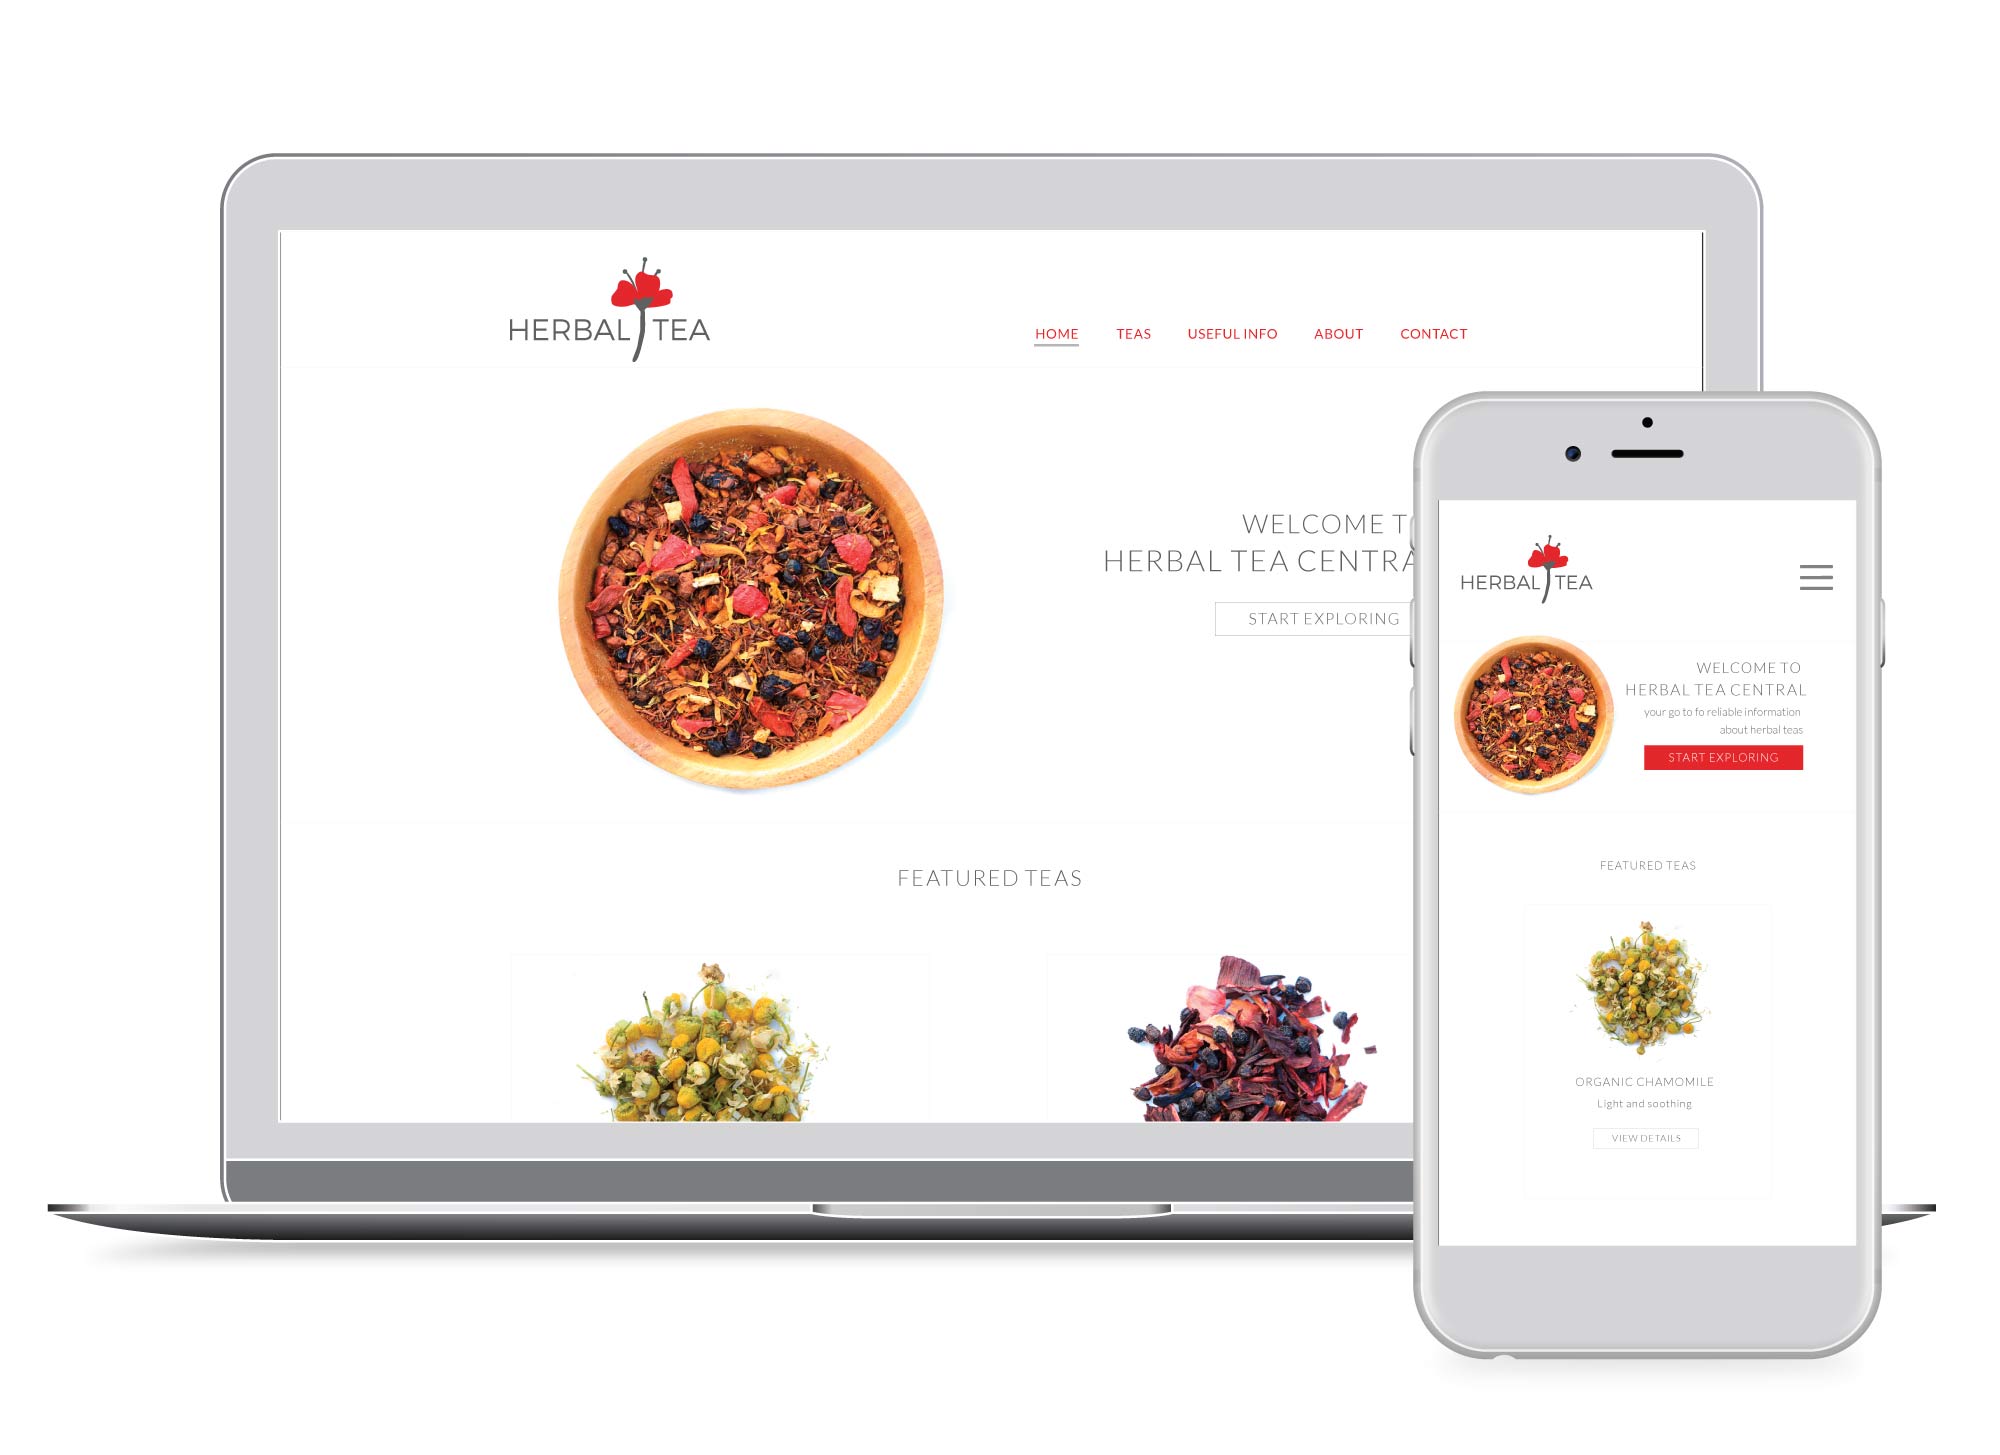 HERBAL TEA
HOME TEAS USEFUL INFO ABOUT CONTACT
WELCOME T
HERBAL TEA CENTRA
START EXPLORING
FEATURED TEAS
HERBAL TEA
WELCOME TO
HERBAL TEA CENTRAL
your go to fo reliable information
about herbal teas
START EXPLORING
FEATURED TEAS
ORGANIC CHAMOMILE
Light and soothing
VIEW DETAILS